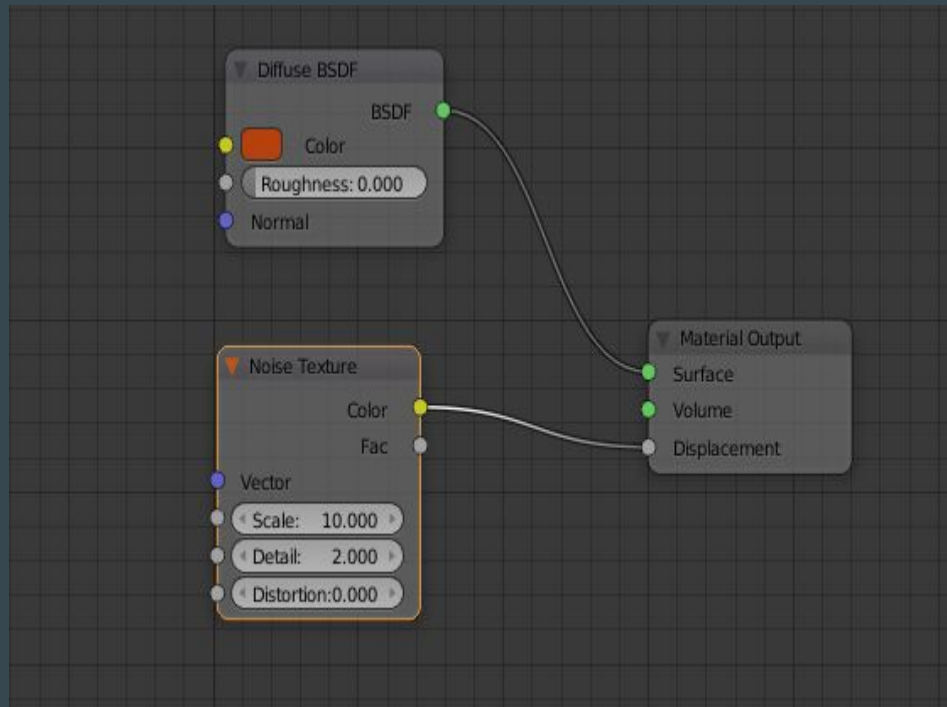 Diffuse BSDF
BSDF
Color
Roughness: 0.000
Normal
Noise Texture
Color
Fac
Vector
Scale: 10.000
Detail: 2.000
Distortion:0.000
Material Output
Surface
Volume
Displacement